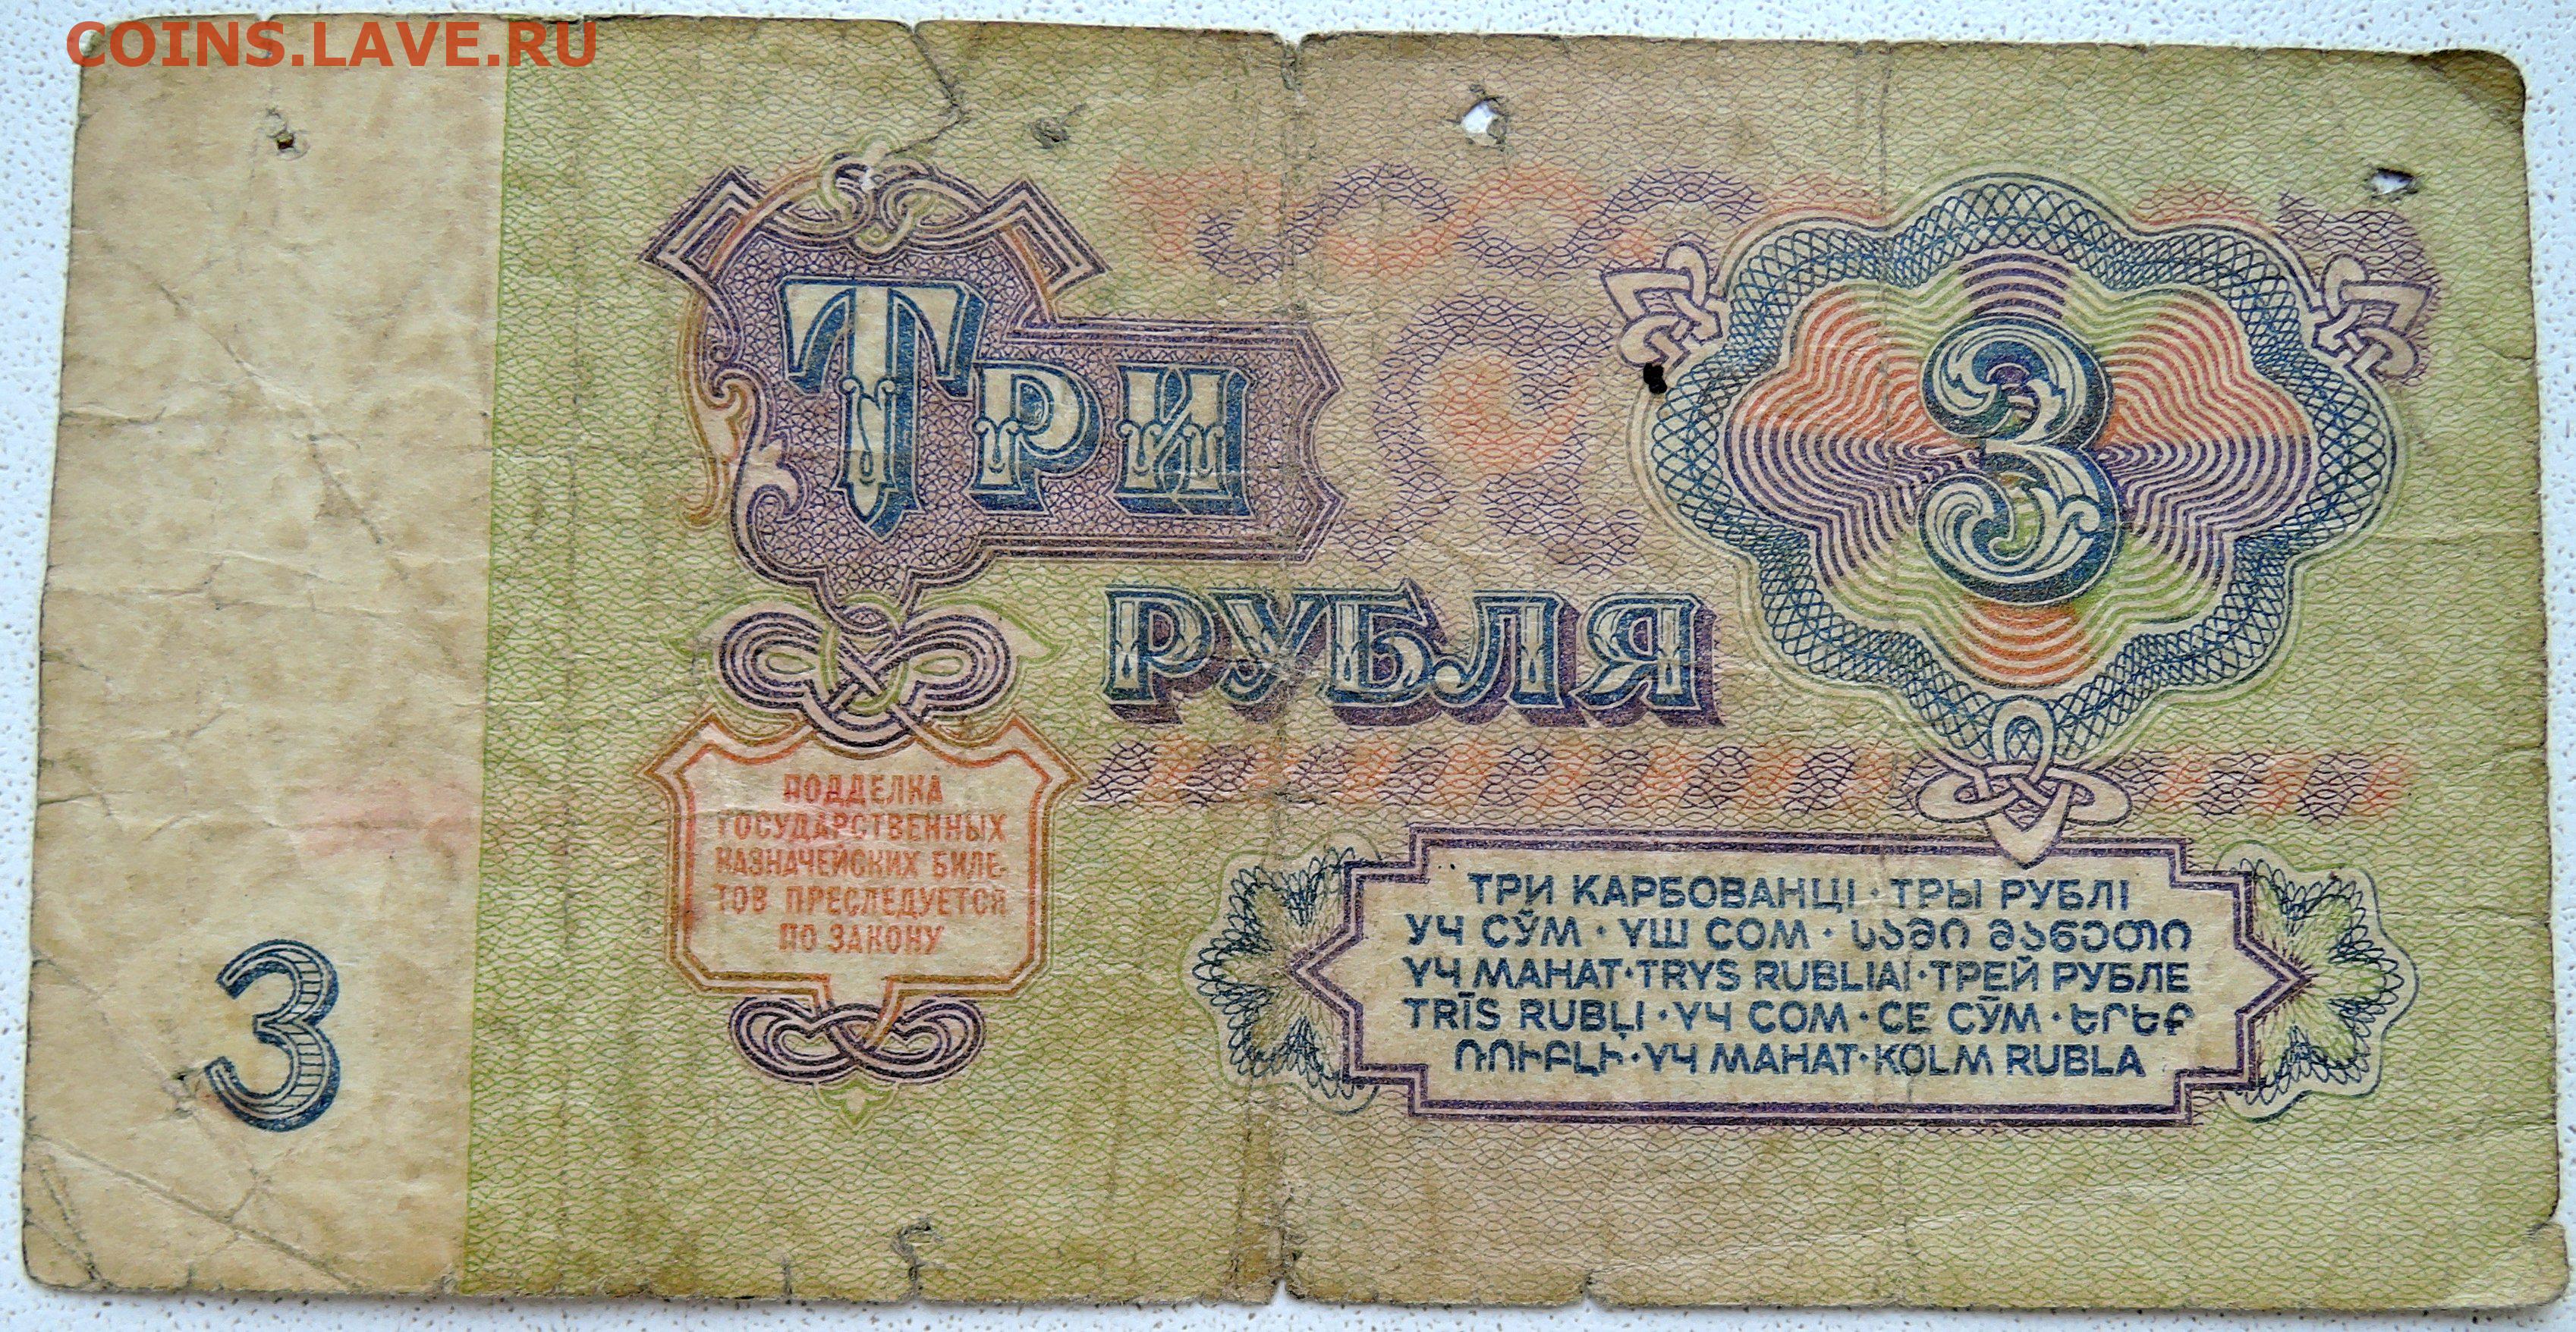 COINS.LAVE.RU
ТРИ
РУБЛЯ
3
ПОДДЕЛКА
ГОСУДАРСТВЕННЫХ
КАЗНАЧЕЙСКИХ БИЛЕ-
ТОВ ПРЕСЛЕДУЕТСЯ
ПО ЗАКОНУ
3
ТРИ КАРБОВАНЦІ · ТРЫ РУБЛІ
УЧ СЎМ · ҮШ СОМ · ᲡᲐᲛᲘ ᲛᲐᲜᲔᲗᲘ
ҮЧ МАНАТ · TRYS RUBLIAI · ТРЕЙ РУБЛЕ
TRĪS RUBĻI · ҮЧ СОМ · СЕ СӮМ · ԵՐԵՔ
ՌՈՒԲԼԻ · ҮЧ МАНАТ · KOLM RUBLA